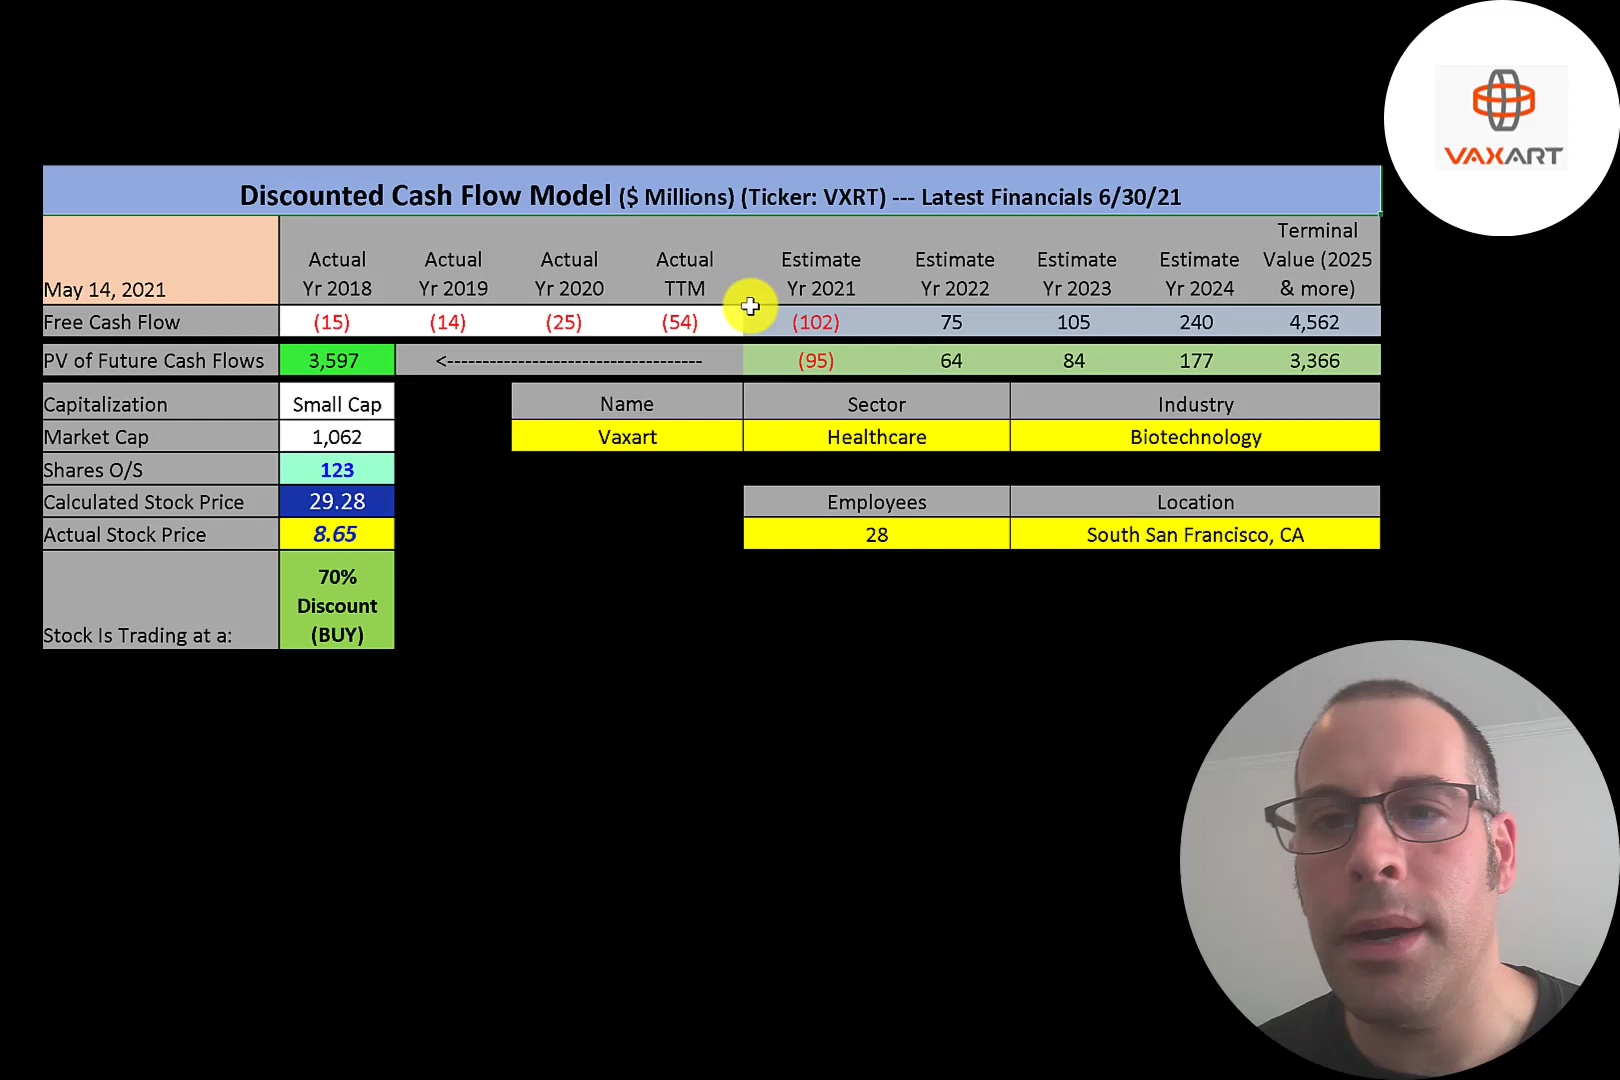 VAXART
Discounted Cash Flow Model ($ Millions) (Ticker: VXRT) --- Latest Financials 6/30/21
May 14, 2021 Actual Yr 2018 Actual Yr 2019 Actual Yr 2020 Actual TTM Estimate Yr 2021 Estimate Yr 2022 Estimate Yr 2023 Estimate Yr 2024 Terminal Value (2025 & more)
Free Cash Flow (15) (14) (25) (54) (102) 75 105 240 4,562
PV of Future Cash Flows 3,597 <----------------------------------- (95) 64 84 177 3,366
Capitalization Small Cap Name Sector Industry
Market Cap 1,062 Vaxart Healthcare Biotechnology
Shares O/S 123
Calculated Stock Price 29.28 Employees Location
Actual Stock Price 8.65 28 South San Francisco, CA
Stock Is Trading at a: 70% Discount (BUY)